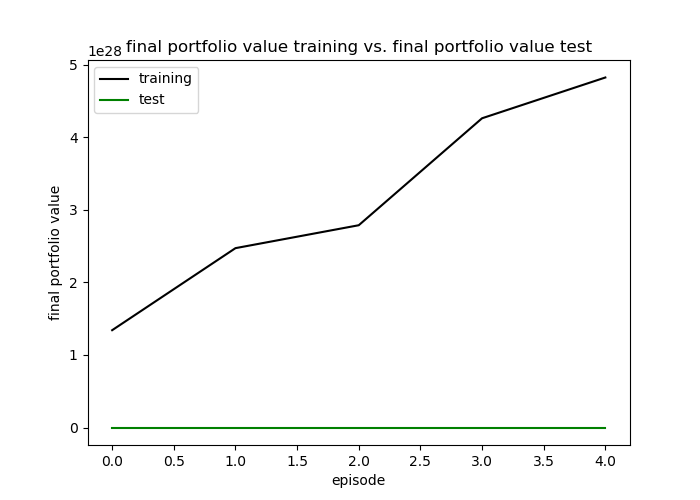 final portfolio value training vs. final portfolio value test
1e28
training
test
5
4
3
2
1
0
final portfolio value
0.0 0.5 1.0 1.5 2.0 2.5 3.0 3.5 4.0
episode